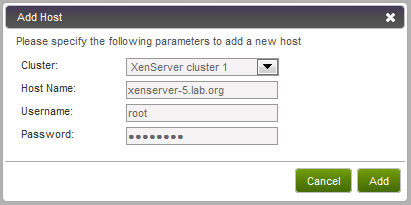 Add Host
Please specify the following parameters to add a new host
Cluster: XenServer cluster 1
Host Name: xenserver-5.lab.org
Username: root
Password: ●●●●●●●●
Cancel Add